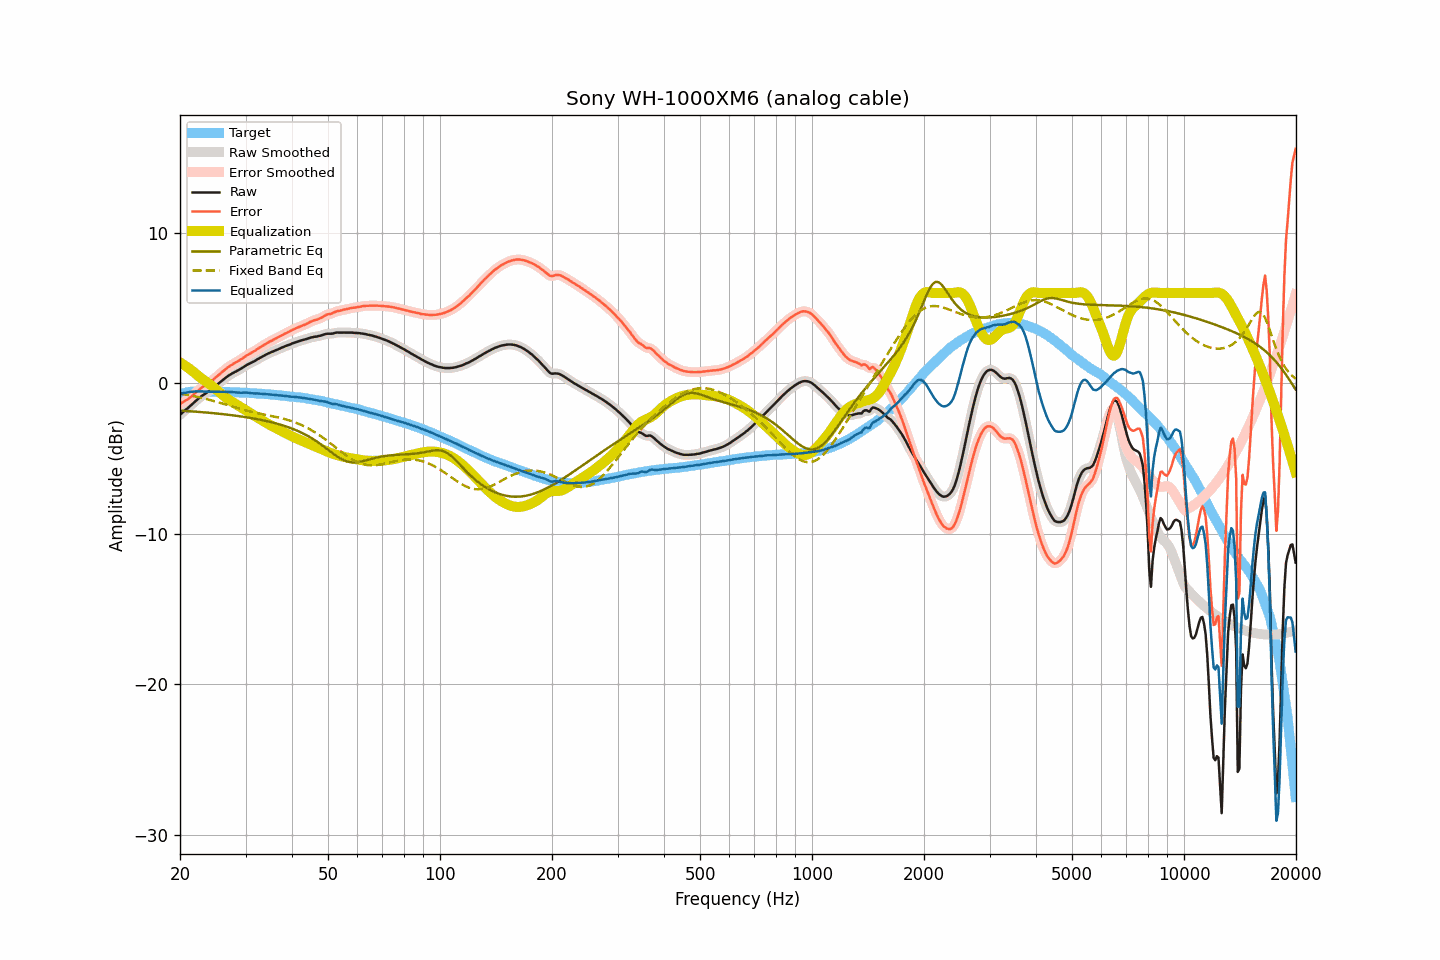 Sony WH-1000XM6 (analog cable)
Target
Raw Smoothed
Error Smoothed
Raw
Error
Equalization
Parametric Eq
Fixed Band Eq
Equalized
10
0
−10
−20
−30
Amplitude (dBr)
20 50 100 200 500 1000 2000 5000 10000 20000
Frequency (Hz)